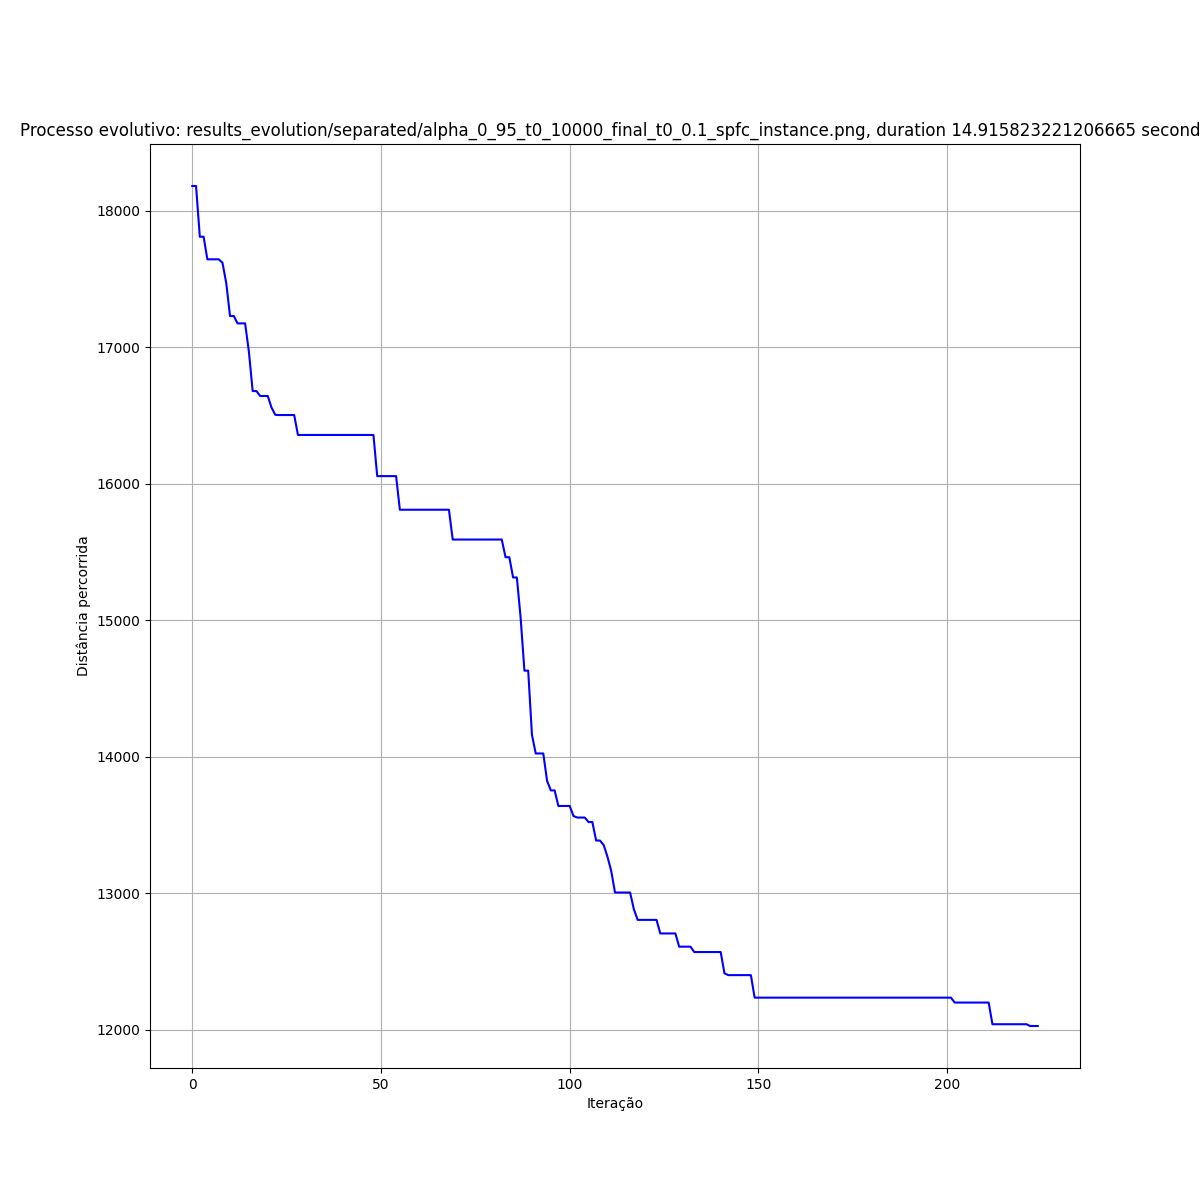 Processo evolutivo: results_evolution/separated/alpha_0_95_t0_10000_final_t0_0.1_spfc_instance.png, duration 14.915823221206665 second
18000
17000
16000
15000
14000
13000
12000
Distância percorrida
0 50 100 150 200
Iteração